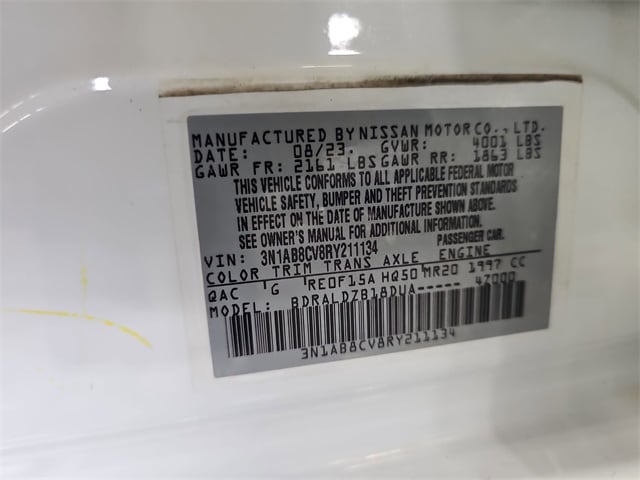 MANUFACTURED BY NISSAN MOTOR CO., LTD.
DATE: 08/23. GVWR: 4001 LBS
GAWR FR: 2161 LBS GAWR RR: 1863 LBS
THIS VEHICLE CONFORMS TO ALL APPLICABLE FEDERAL MOTOR
VEHICLE SAFETY, BUMPER AND THEFT PREVENTION STANDARDS
IN EFFECT ON THE DATE OF MANUFACTURE SHOWN ABOVE.
SEE OWNER'S MANUAL FOR ADDITIONAL INFORMATION.
VIN: 3N1AB8CV8RY211134 PASSENGER CAR.
COLOR TRIM TRANS AXLE ENGINE
QAC G RE0F15A HQ50 MR20 1997 CC
MODEL: BDRALDZB18DUA----- 47000
3N1AB8CV8RY211134